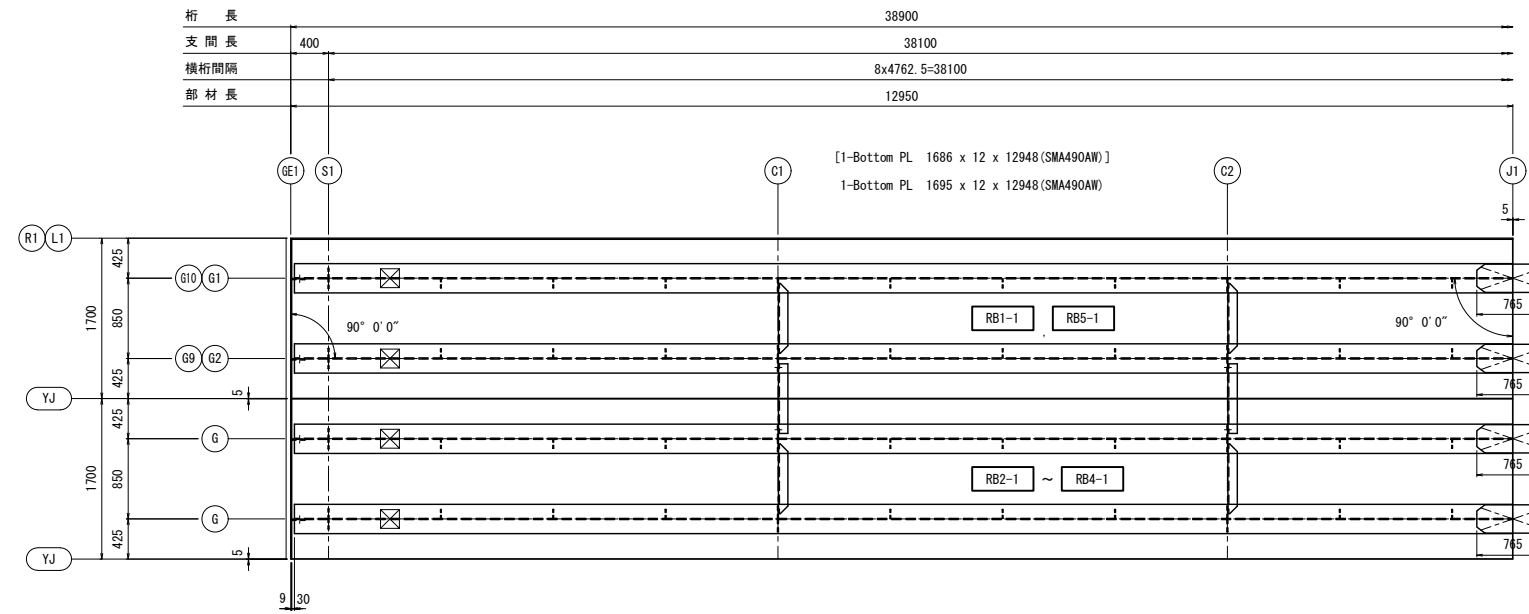 桁 長 38900
支 間 長 400 38100
横桁間隔 8x4762.5=38100
部 材 長 12950
[1-Bottom PL 1686 x 12 x 12948(SMA490AW)]
1-Bottom PL 1695 x 12 x 12948(SMA490AW)
GE1 S1 C1 C2 J1
5
R1 L1
425
G10 G1
765
1700 850
RB1-1 RB5-1
90° 0'0" 90° 0'0"
G9 G2
425
765
5
YJ
425
G
765
1700 850
RB2-1 ～ RB4-1
G
425
765
5
YJ
9 30